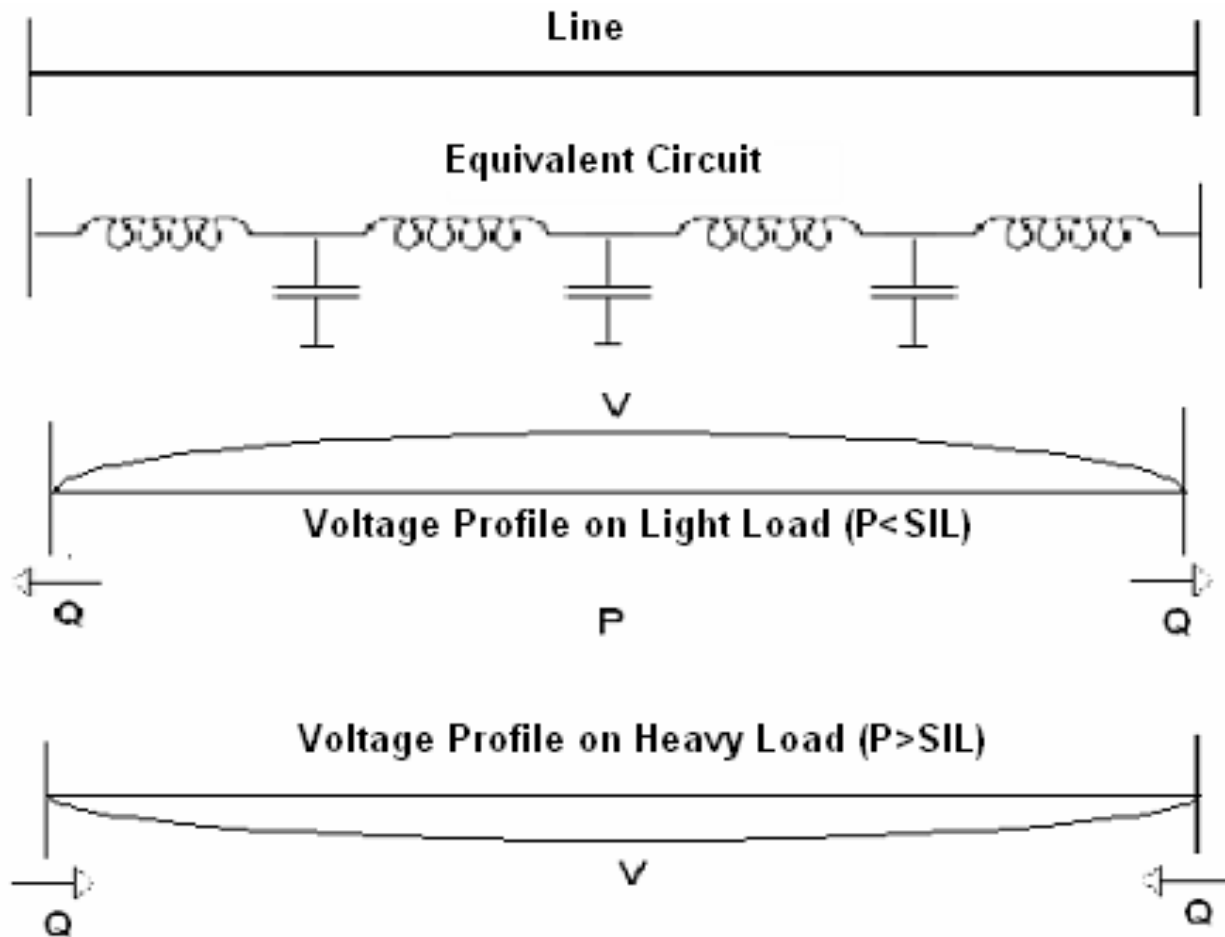 Line
Equivalent Circuit
V
Voltage Profile on Light Load (P<SIL)
Q P Q
Voltage Profile on Heavy Load (P>SIL)
V
Q Q